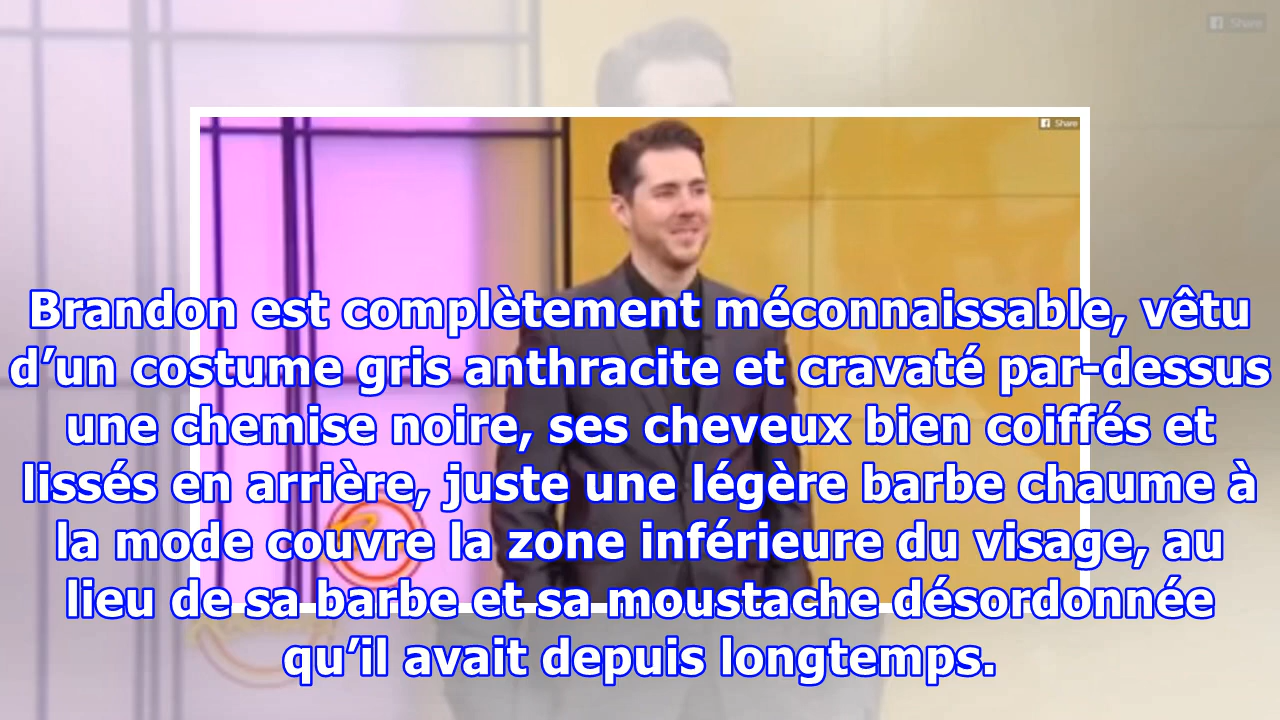 Share
Share
Brandon est complètement méconnaissable, vêtu
d’un costume gris anthracite et cravaté par-dessus
une chemise noire, ses cheveux bien coiffés et
lissés en arrière, juste une légère barbe chaume à
la mode couvre la zone inférieure du visage, au
lieu de sa barbe et sa moustache désordonnée
qu’il avait depuis longtemps.